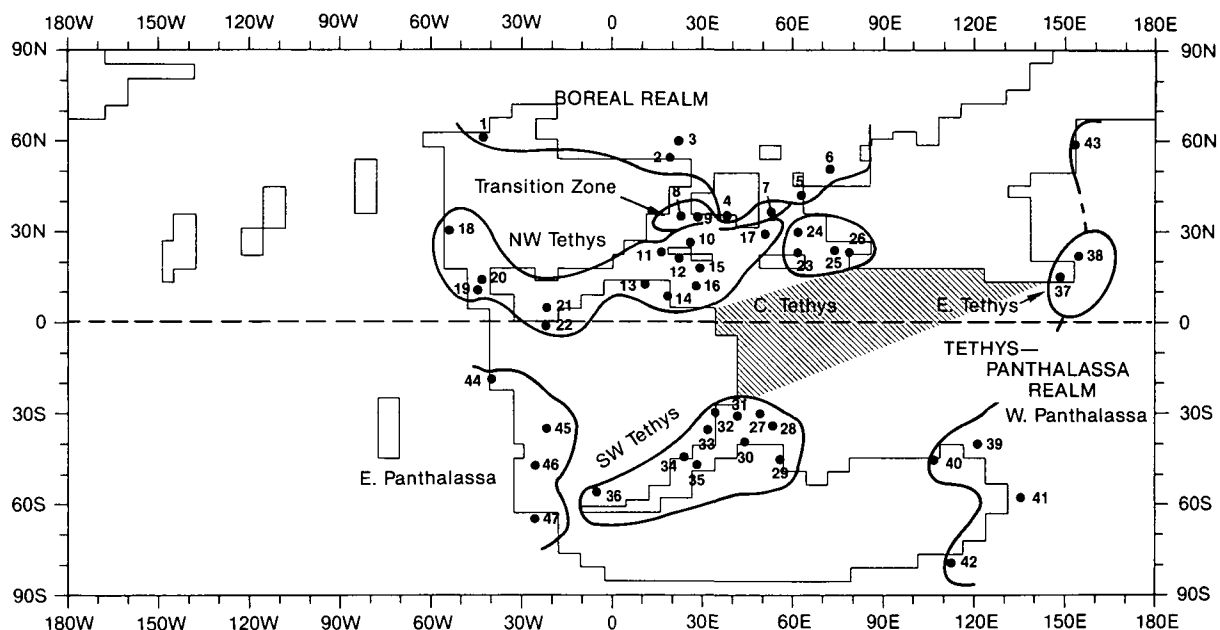 180W 150W 120W 90W 60W 30W 0 30E 60E 90E 120E 150E 180E
90N 90N
BOREAL REALM
1 3 2 6 43
60N 60N
Transition Zone 8 9 4 7 5
30N 30N
18 NW Tethys 10 11 12 15 16 17 24 26 23 25 38
19 20 13 14 37
21 C. Tethys E. Tethys
0 22 0
TETHYS—
PANTHALASSA
REALM
44
30S 30S
W. Panthalassa
45 SW Tethys 31 32 27 28 33 39
46 34 35 30 29 40
E. Panthalassa
36 41
60S 60S
47
42
90S 90S
180W 150W 120W 90W 60W 30W 0 30E 60E 90E 120E 150E 180E